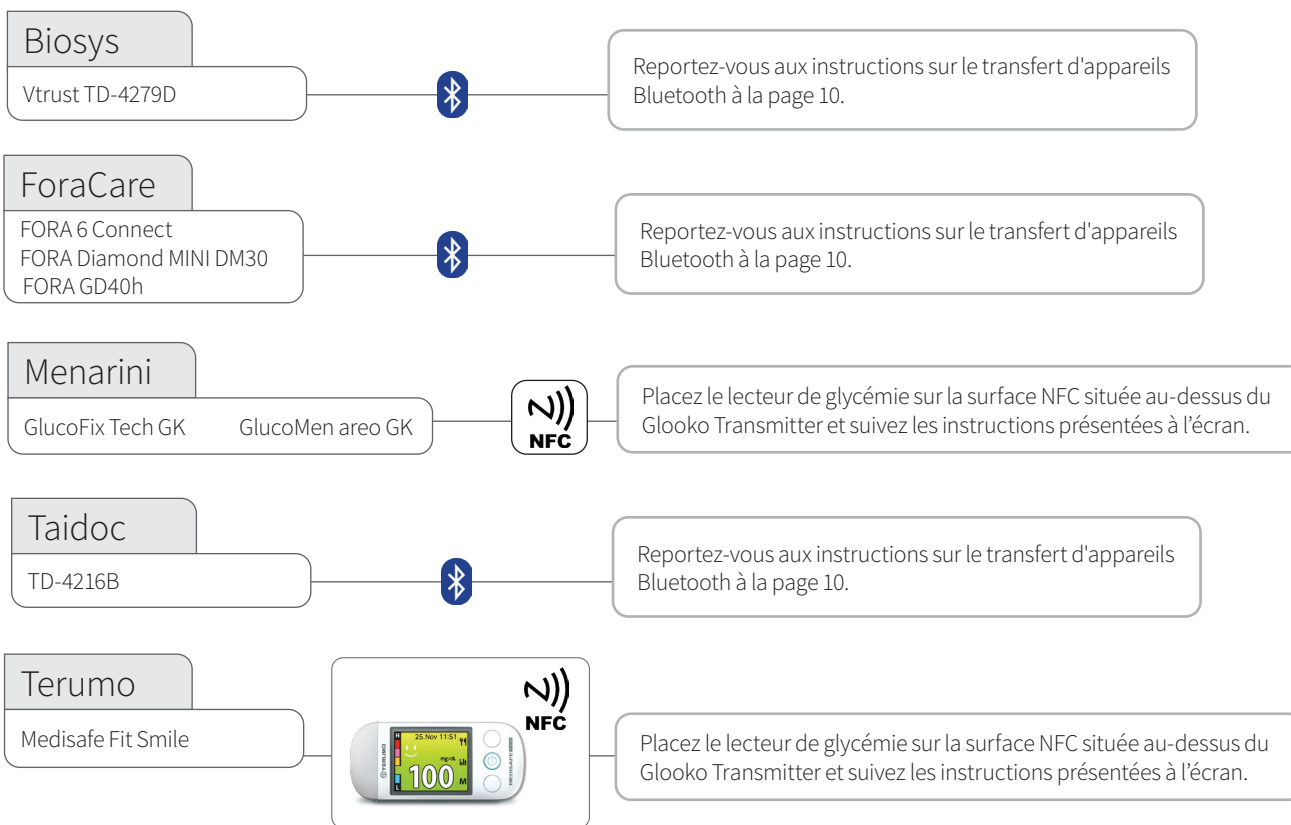 Biosys
Vtrust TD-4279D
Reportez-vous aux instructions sur le transfert d'appareils
Bluetooth à la page 10.
ForaCare
FORA 6 Connect
FORA Diamond MINI DM30
FORA GD40h
Reportez-vous aux instructions sur le transfert d'appareils
Bluetooth à la page 10.
Menarini
GlucoFix Tech GK GlucoMen areo GK
NFC
Placez le lecteur de glycémie sur la surface NFC située au-dessus du
Glooko Transmitter et suivez les instructions présentées à l’écran.
Taidoc
TD-4216B
Reportez-vous aux instructions sur le transfert d'appareils
Bluetooth à la page 10.
Terumo
Medisafe Fit Smile
NFC
TERUMO
H
L
25.Nov 11:51
mg/dL
100
M
MEDISAFE
Placez le lecteur de glycémie sur la surface NFC située au-dessus du
Glooko Transmitter et suivez les instructions présentées à l’écran.